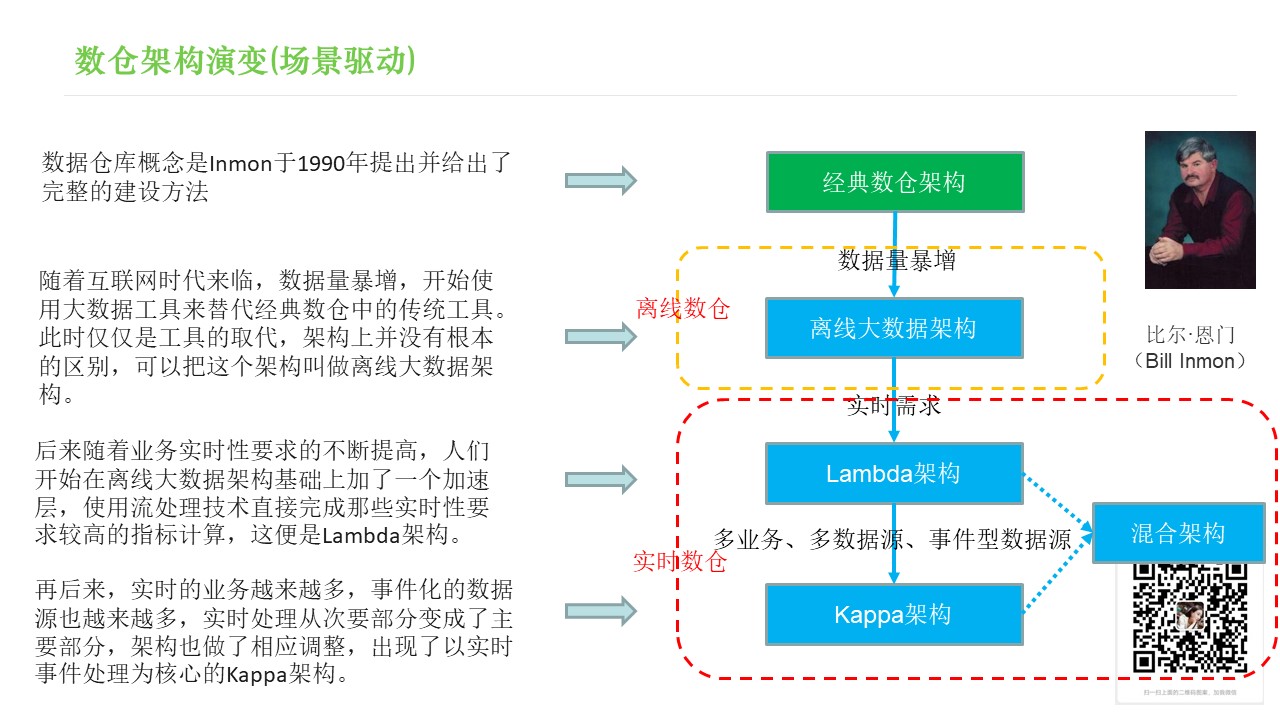 数仓架构演变(场景驱动)
数据仓库概念是Inmon于1990年提出并给出了
完整的建设方法
经典数仓架构
数据量暴增
随着互联网时代来临，数据量暴增，开始使
用大数据工具来替代经典数仓中的传统工具。
此时仅仅是工具的取代，架构上并没有根本
的区别，可以把这个架构叫做离线大数据架
构。
离线数仓
离线大数据架构
比尔·恩门
（Bill Inmon）
实时需求
后来随着业务实时性要求的不断提高，人们
开始在离线大数据架构基础上加了一个加速
层，使用流处理技术直接完成那些实时性要
求较高的指标计算，这便是Lambda架构。
Lambda架构
多业务、多数据源、事件型数据源
混合架构
实时数仓
再后来，实时的业务越来越多，事件化的数据
源也越来越多，实时处理从次要部分变成了主
要部分，架构也做了相应调整，出现了以实时
事件处理为核心的Kappa架构。
Kappa架构
扫一扫上面的二维码图案，加我微信